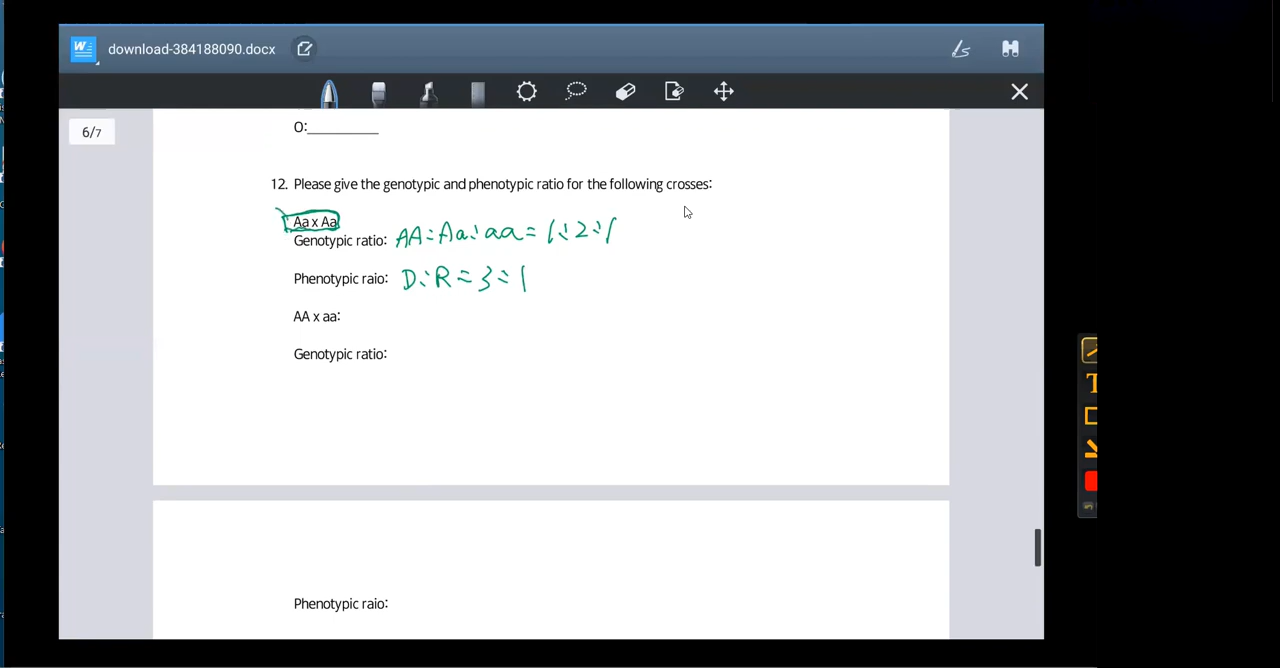 download-384188090.docx
6/7
O:__________
12. Please give the genotypic and phenotypic ratio for the following crosses:
Aa x Aa
Genotypic ratio: AA:Aa:aa = 1:2:1
Phenotypic raio: D:R = 3:1
AA x aa:
Genotypic ratio:
Phenotypic raio: